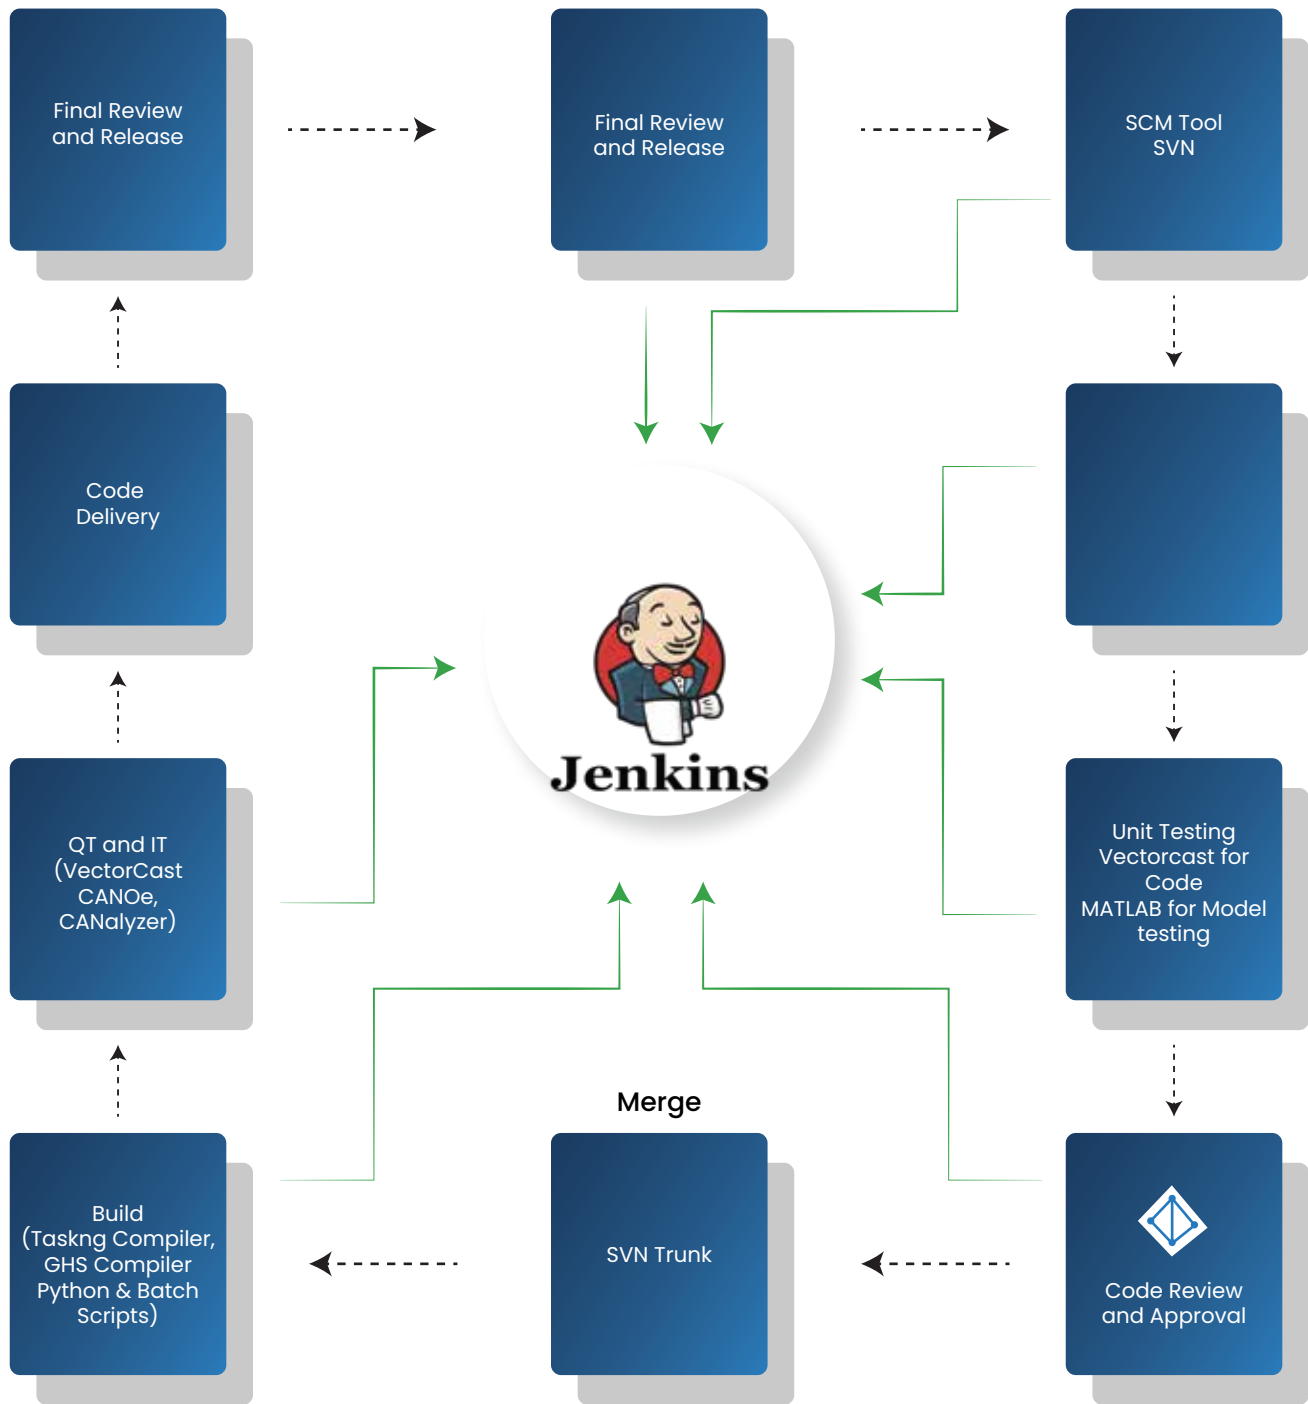 Final Review
and Release
Final Review
and Release
SCM Tool
SVN
Code
Delivery
Jenkins
QT and IT
(VectorCast
CANOe,
CANalyzer)
Unit Testing
Vectorcast for
Code
MATLAB for Model
testing
Merge
Build
(Taskng Compiler,
GHS Compiler
Python & Batch
Scripts)
SVN Trunk
Code Review
and Approval